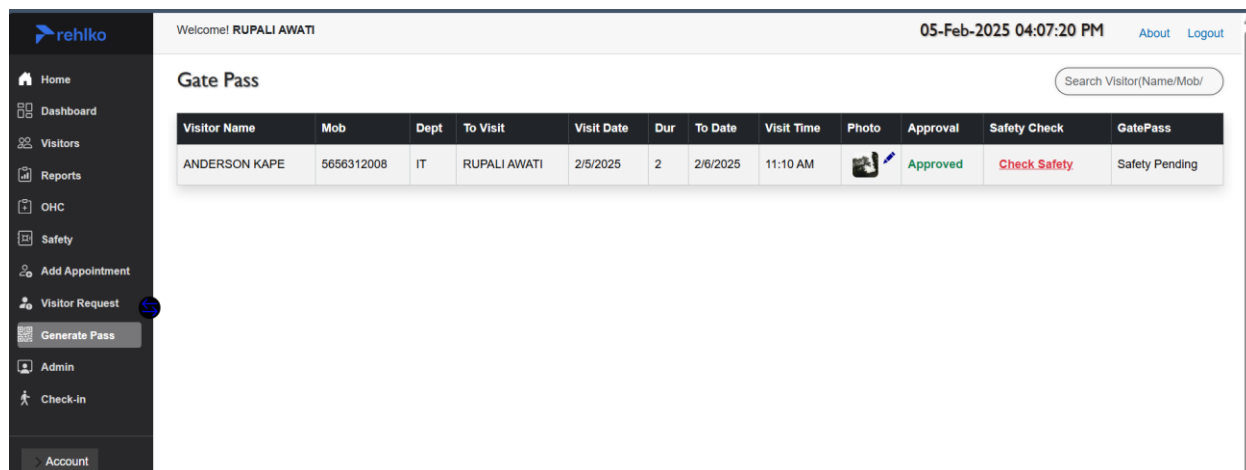 rehlko
Welcome! RUPALI AWATI
05-Feb-2025 04:07:20 PM
About Logout
Home
Dashboard
Visitors
Reports
OHC
Safety
Add Appointment
Visitor Request
Generate Pass
Admin
Check-in
> Account
Gate Pass
Search Visitor(Name/Mob/
Visitor Name Mob Dept To Visit Visit Date Dur To Date Visit Time Photo Approval Safety Check GatePass
ANDERSON KAPE 5656312008 IT RUPALI AWATI 2/5/2025 2 2/6/2025 11:10 AM Approved Check Safety Safety Pending